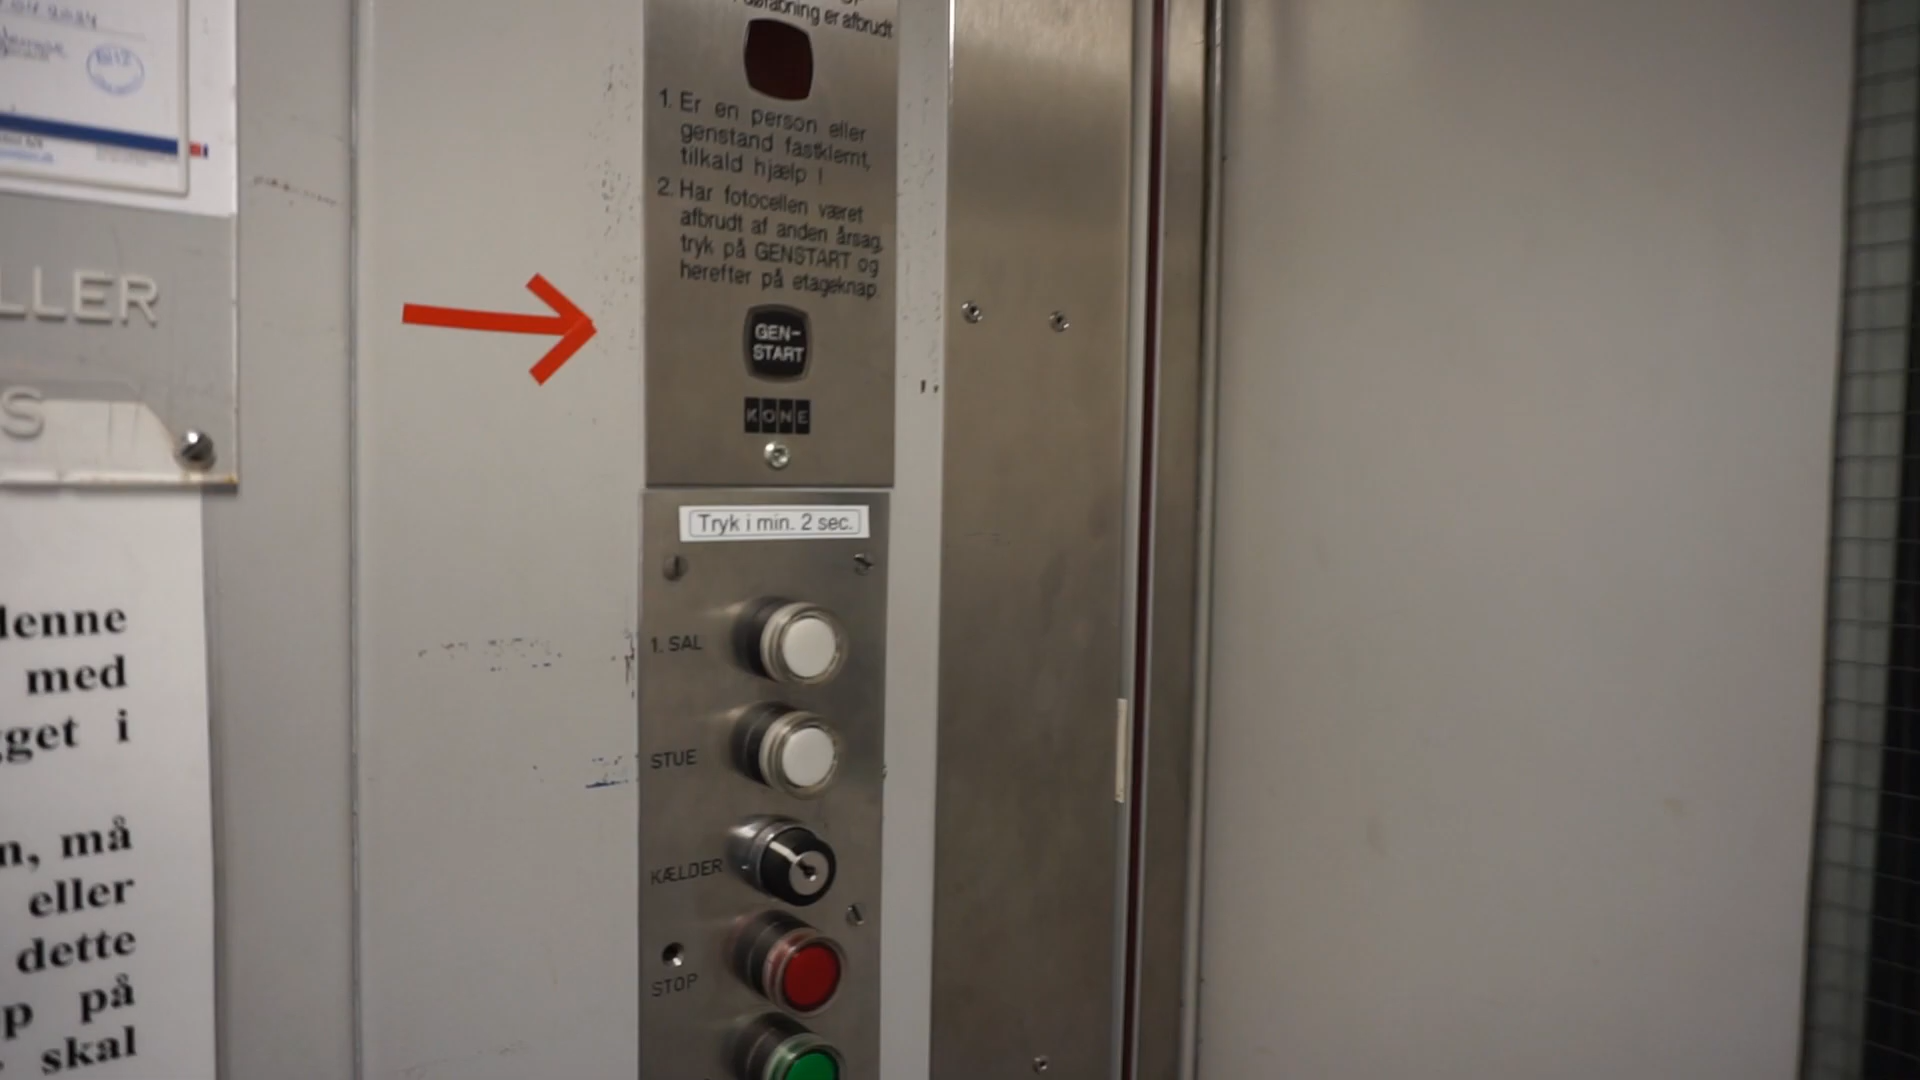 er afbrudt
1. Er en person eller
genstand fastklemt,
tilkald hjælp !
2. Har fotocellen været
afbrudt af anden årsag,
tryk på GENSTART og
herefter på etageknap.
GEN-
START
KONE
Tryk i min. 2 sec.
1. SAL
STUE
KÆLDER
STOP
LLER
S
denne
med
gget i
n, må
eller
dette
p på
skal